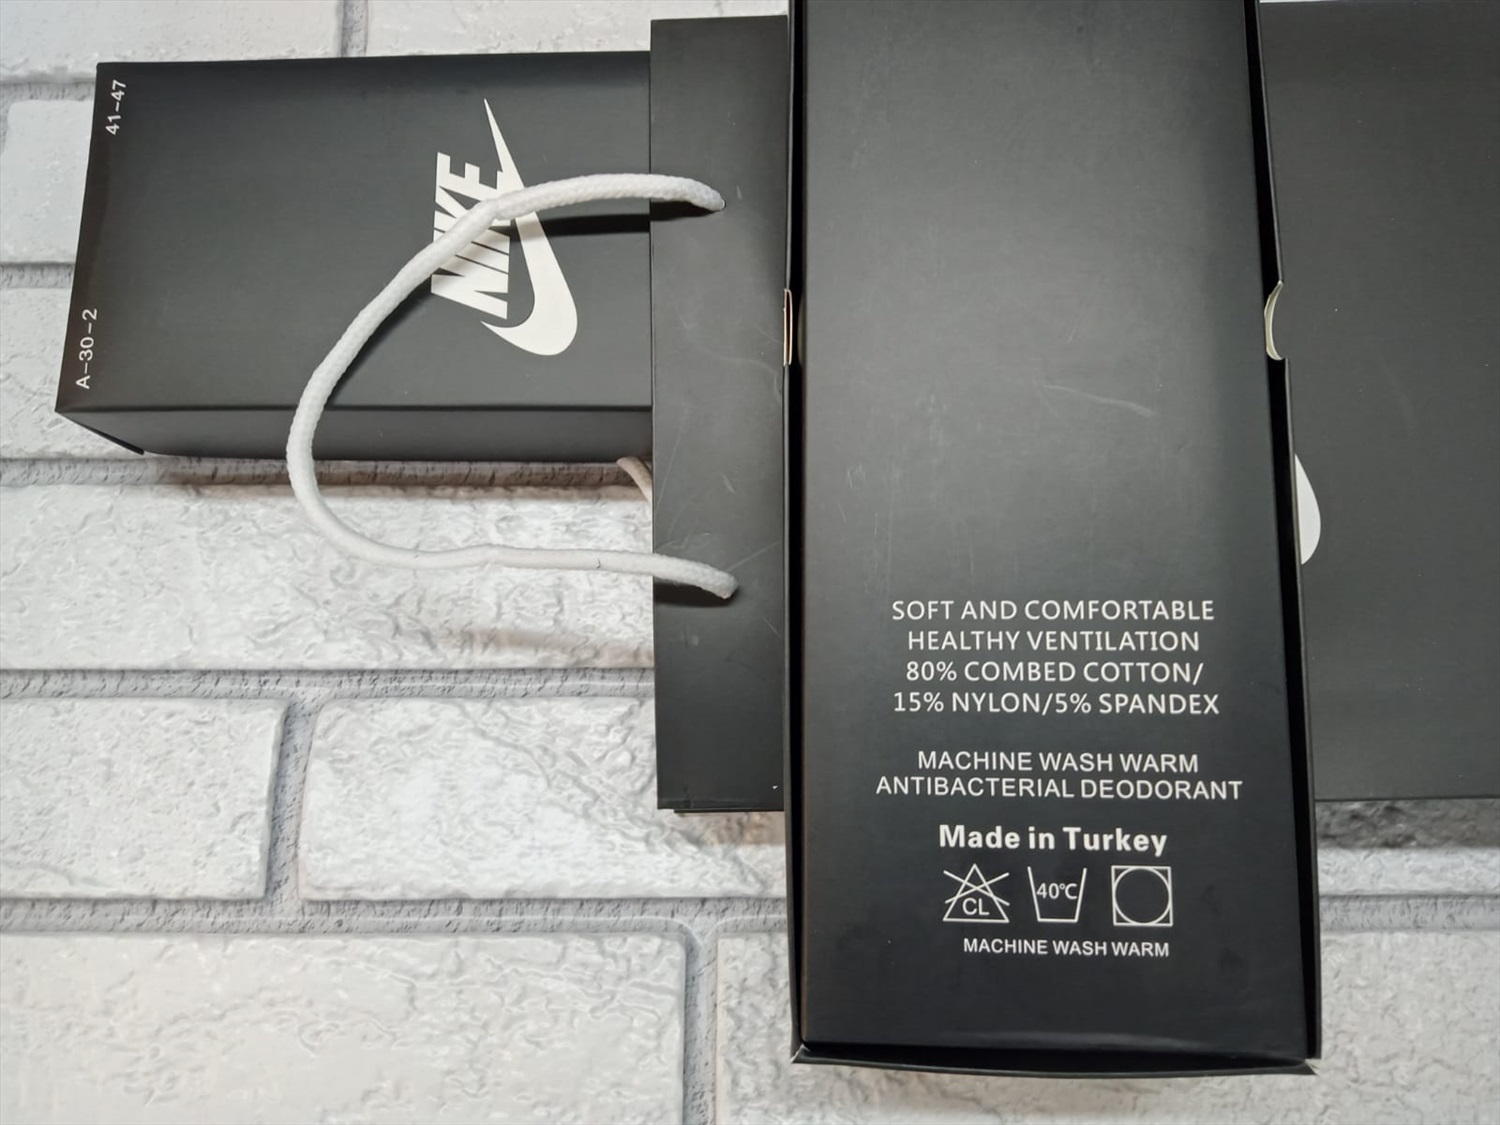 41-47
A-30-2
NIKE
SOFT AND COMFORTABLE
HEALTHY VENTILATION
80% COMBED COTTON/
15% NYLON/5% SPANDEX
MACHINE WASH WARM
ANTIBACTERIAL DEODORANT
Made in Turkey
CL 40°C
MACHINE WASH WARM